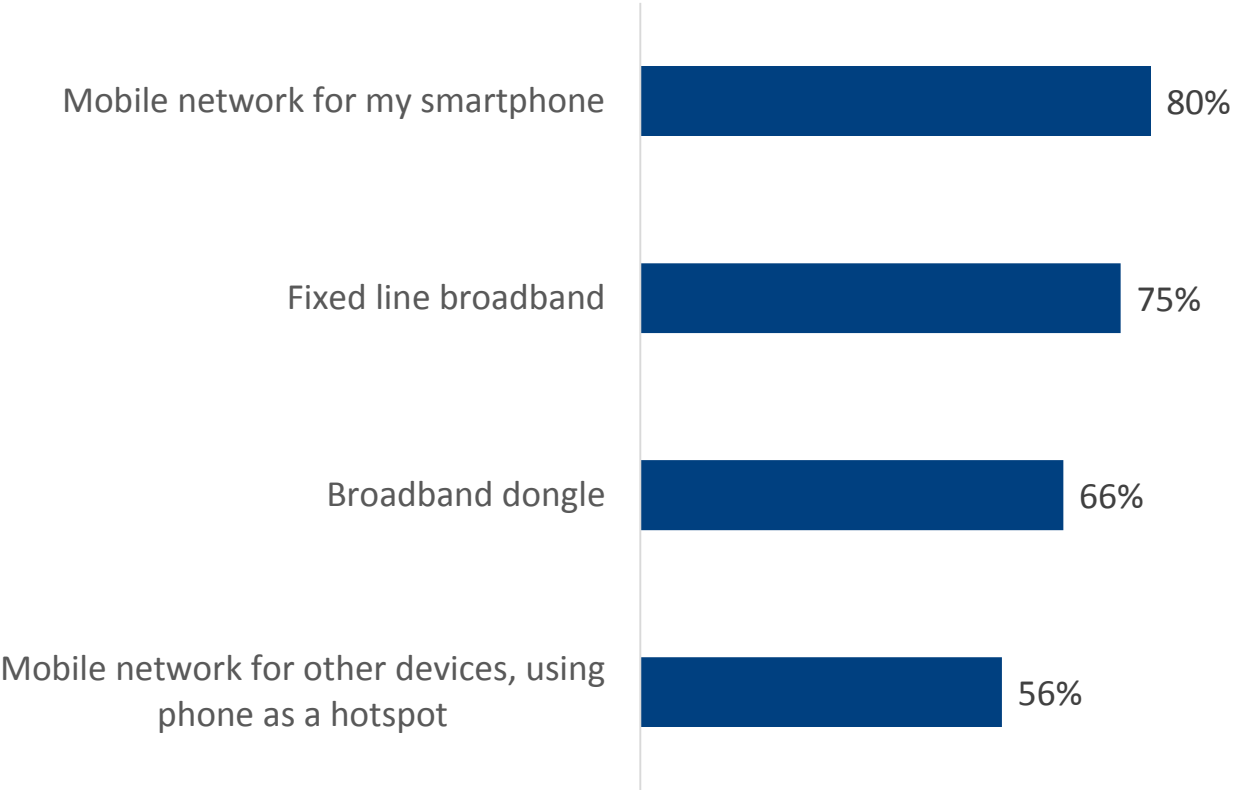 Mobile network for my smartphone
80%
Fixed line broadband
75%
Broadband dongle
66%
Mobile network for other devices, using
phone as a hotspot
56%